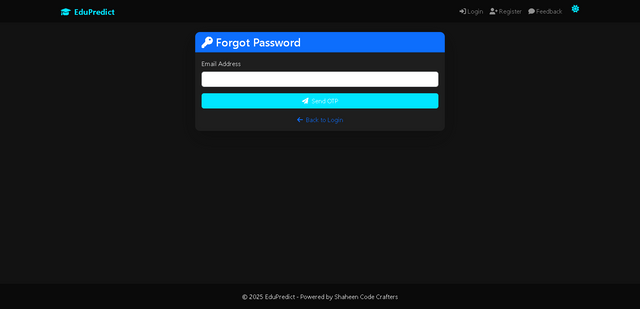 EduPredict
Login Register Feedback
Forgot Password
Email Address
Send OTP
Back to Login
© 2025 EduPredict - Powered by Shaheen Code Crafters